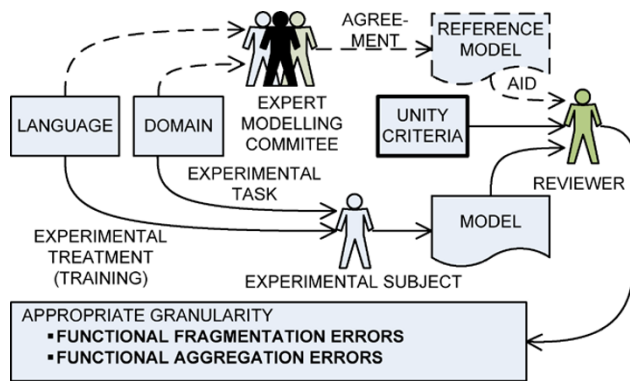 AGREE-
MENT
REFERENCE
MODEL
AID
LANGUAGE
DOMAIN
EXPERT
MODELLING
COMMITEE
UNITY
CRITERIA
REVIEWER
EXPERIMENTAL
TASK
EXPERIMENTAL
TREATMENT
(TRAINING)
MODEL
EXPERIMENTAL SUBJECT
APPROPRIATE GRANULARITY
▪FUNCTIONAL FRAGMENTATION ERRORS
▪FUNCTIONAL AGGREGATION ERRORS